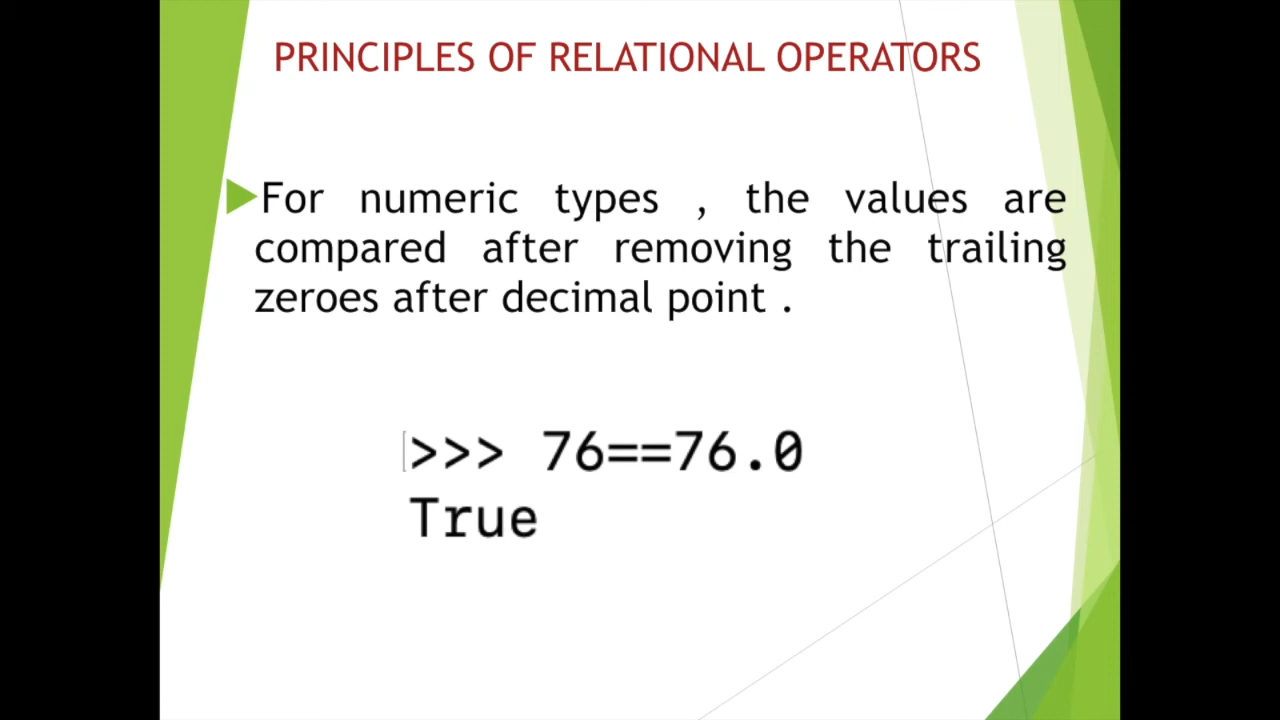 PRINCIPLES OF RELATIONAL OPERATORS
For numeric types , the values are
compared after removing the trailing
zeroes after decimal point .
>>> 76==76.0
True